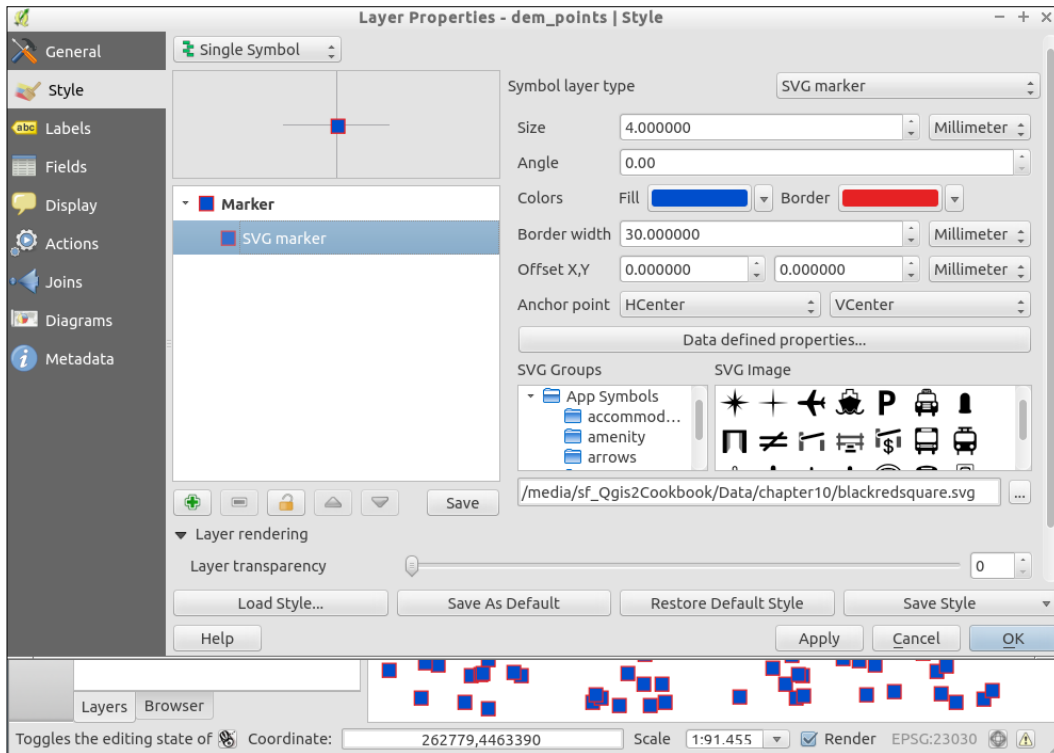 Layer Properties - dem_points | Style
General
Style
Labels
Fields
Display
Actions
Joins
Diagrams
Metadata
abc
Single Symbol
Marker
SVG marker
Save
Symbol layer type SVG marker
Size 4.000000 Millimeter
Angle 0.00
Colors Fill Border
Border width 30.000000 Millimeter
Offset X,Y 0.000000 0.000000 Millimeter
Anchor point HCenter VCenter
Data defined properties...
SVG Groups SVG Image
App Symbols
accommod...
amenity
arrows
P
$
/media/sf_Qgis2Cookbook/Data/chapter10/blackredsquare.svg ...
Layer rendering
Layer transparency 0
Load Style... Save As Default Restore Default Style Save Style
Help Apply Cancel OK
Layers Browser
Toggles the editing state of Coordinate: 262779,4463390 Scale 1:91.455 Render EPSG:23030